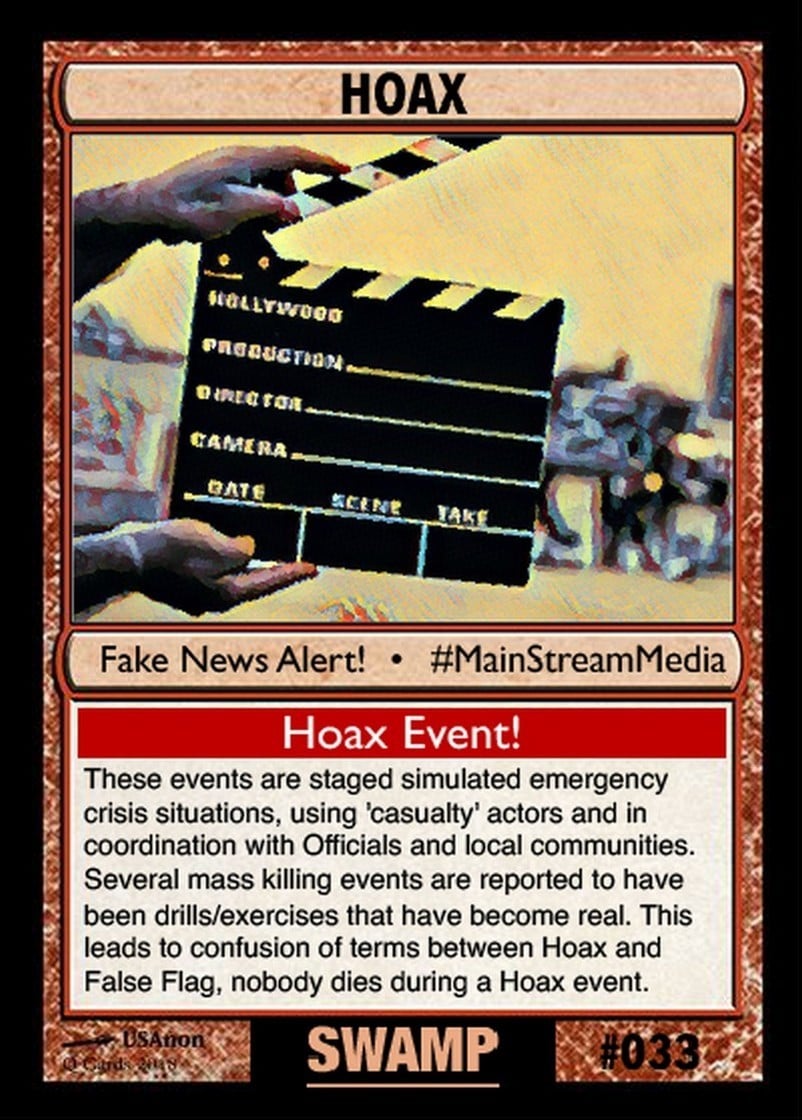 HOAX
HOLLYWOOD
PRODUCTION
DIRECTOR
CAMERA
DATE SCENE TAKE
Fake News Alert! • #MainStreamMedia
Hoax Event!
These events are staged simulated emergency
crisis situations, using 'casualty' actors and in
coordination with Officials and local communities.
Several mass killing events are reported to have
been drills/exercises that have become real. This
leads to confusion of terms between Hoax and
False Flag, nobody dies during a Hoax event.
USAnon
Q Cards 2018
SWAMP
#033